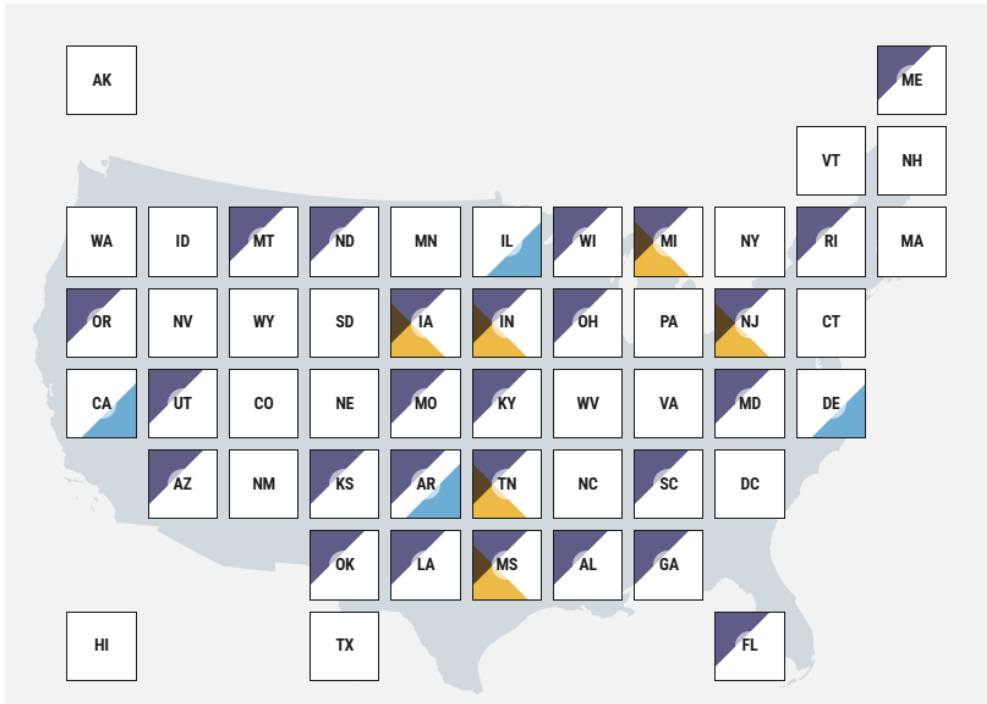 AK ME
VT NH
WA ID MT ND MN IL WI MI NY RI MA
OR NV WY SD IA IN OH PA NJ CT
CA UT CO NE MO KY WV VA MD DE
AZ NM KS AR TN NC SC DC
OK LA MS AL GA
HI TX FL